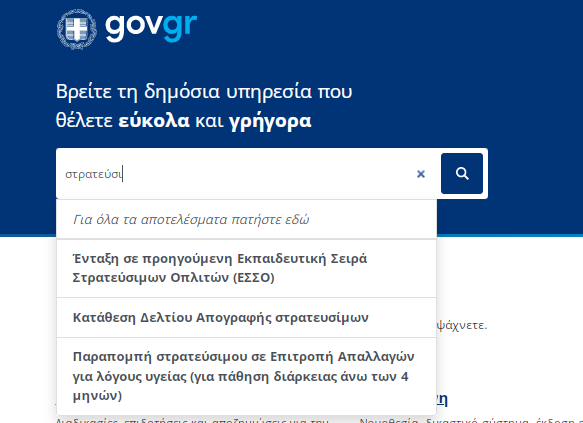 govgr
Βρείτε τη δημόσια υπηρεσία που
θέλετε εύκολα και γρήγορα
στρατεύσι
Για όλα τα αποτελέσματα πατήστε εδώ
Ένταξη σε προηγούμενη Εκπαιδευτική Σειρά
Στρατεύσιμων Οπλιτών (ΕΣΣΟ)
Κατάθεση Δελτίου Απογραφής στρατευσίμων
ψάχνετε.
Παραπομπή στρατεύσιμου σε Επιτροπή Απαλλαγών
για λόγους υγείας (για πάθηση διάρκειας άνω των 4
μηνών)